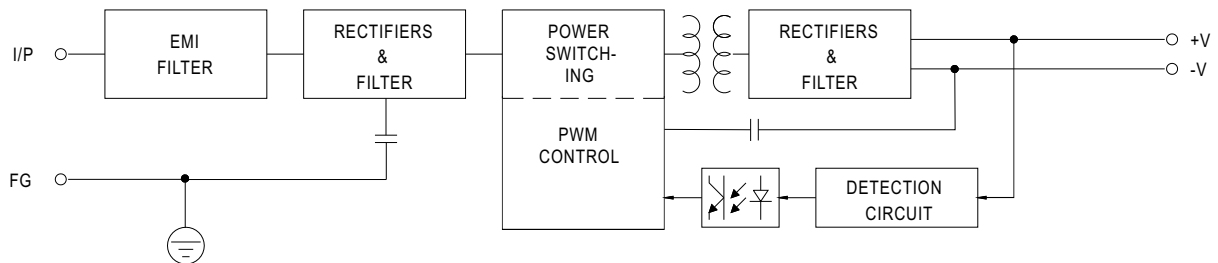 I/P
EMI
FILTER
RECTIFIERS
&
FILTER
POWER
SWITCH-
ING
PWM
CONTROL
RECTIFIERS
&
FILTER
+V
-V
FG
DETECTION
CIRCUIT